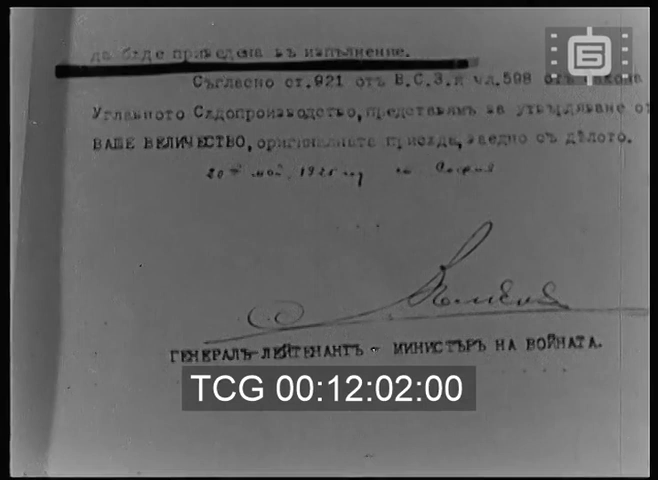 да бѫде приведена въ изпълнение.
Съгласно ст.921 отъ В.С.З. и чл.598 отъ закона
Углавното Сѫдопроизводство, представямъ за утвърдяване от
ВАШЕ ВЕЛИЧЕСТВО, оригиналната присѫда, заедно съ дѣлото.
20 май, 1925 гр. София
ГЕНЕРАЛЪ-ЛЕЙТЕНАНТЪ - МИНИСТЪРЪ НА ВОЙНАТА.
TCG 00:12:02:00
Б